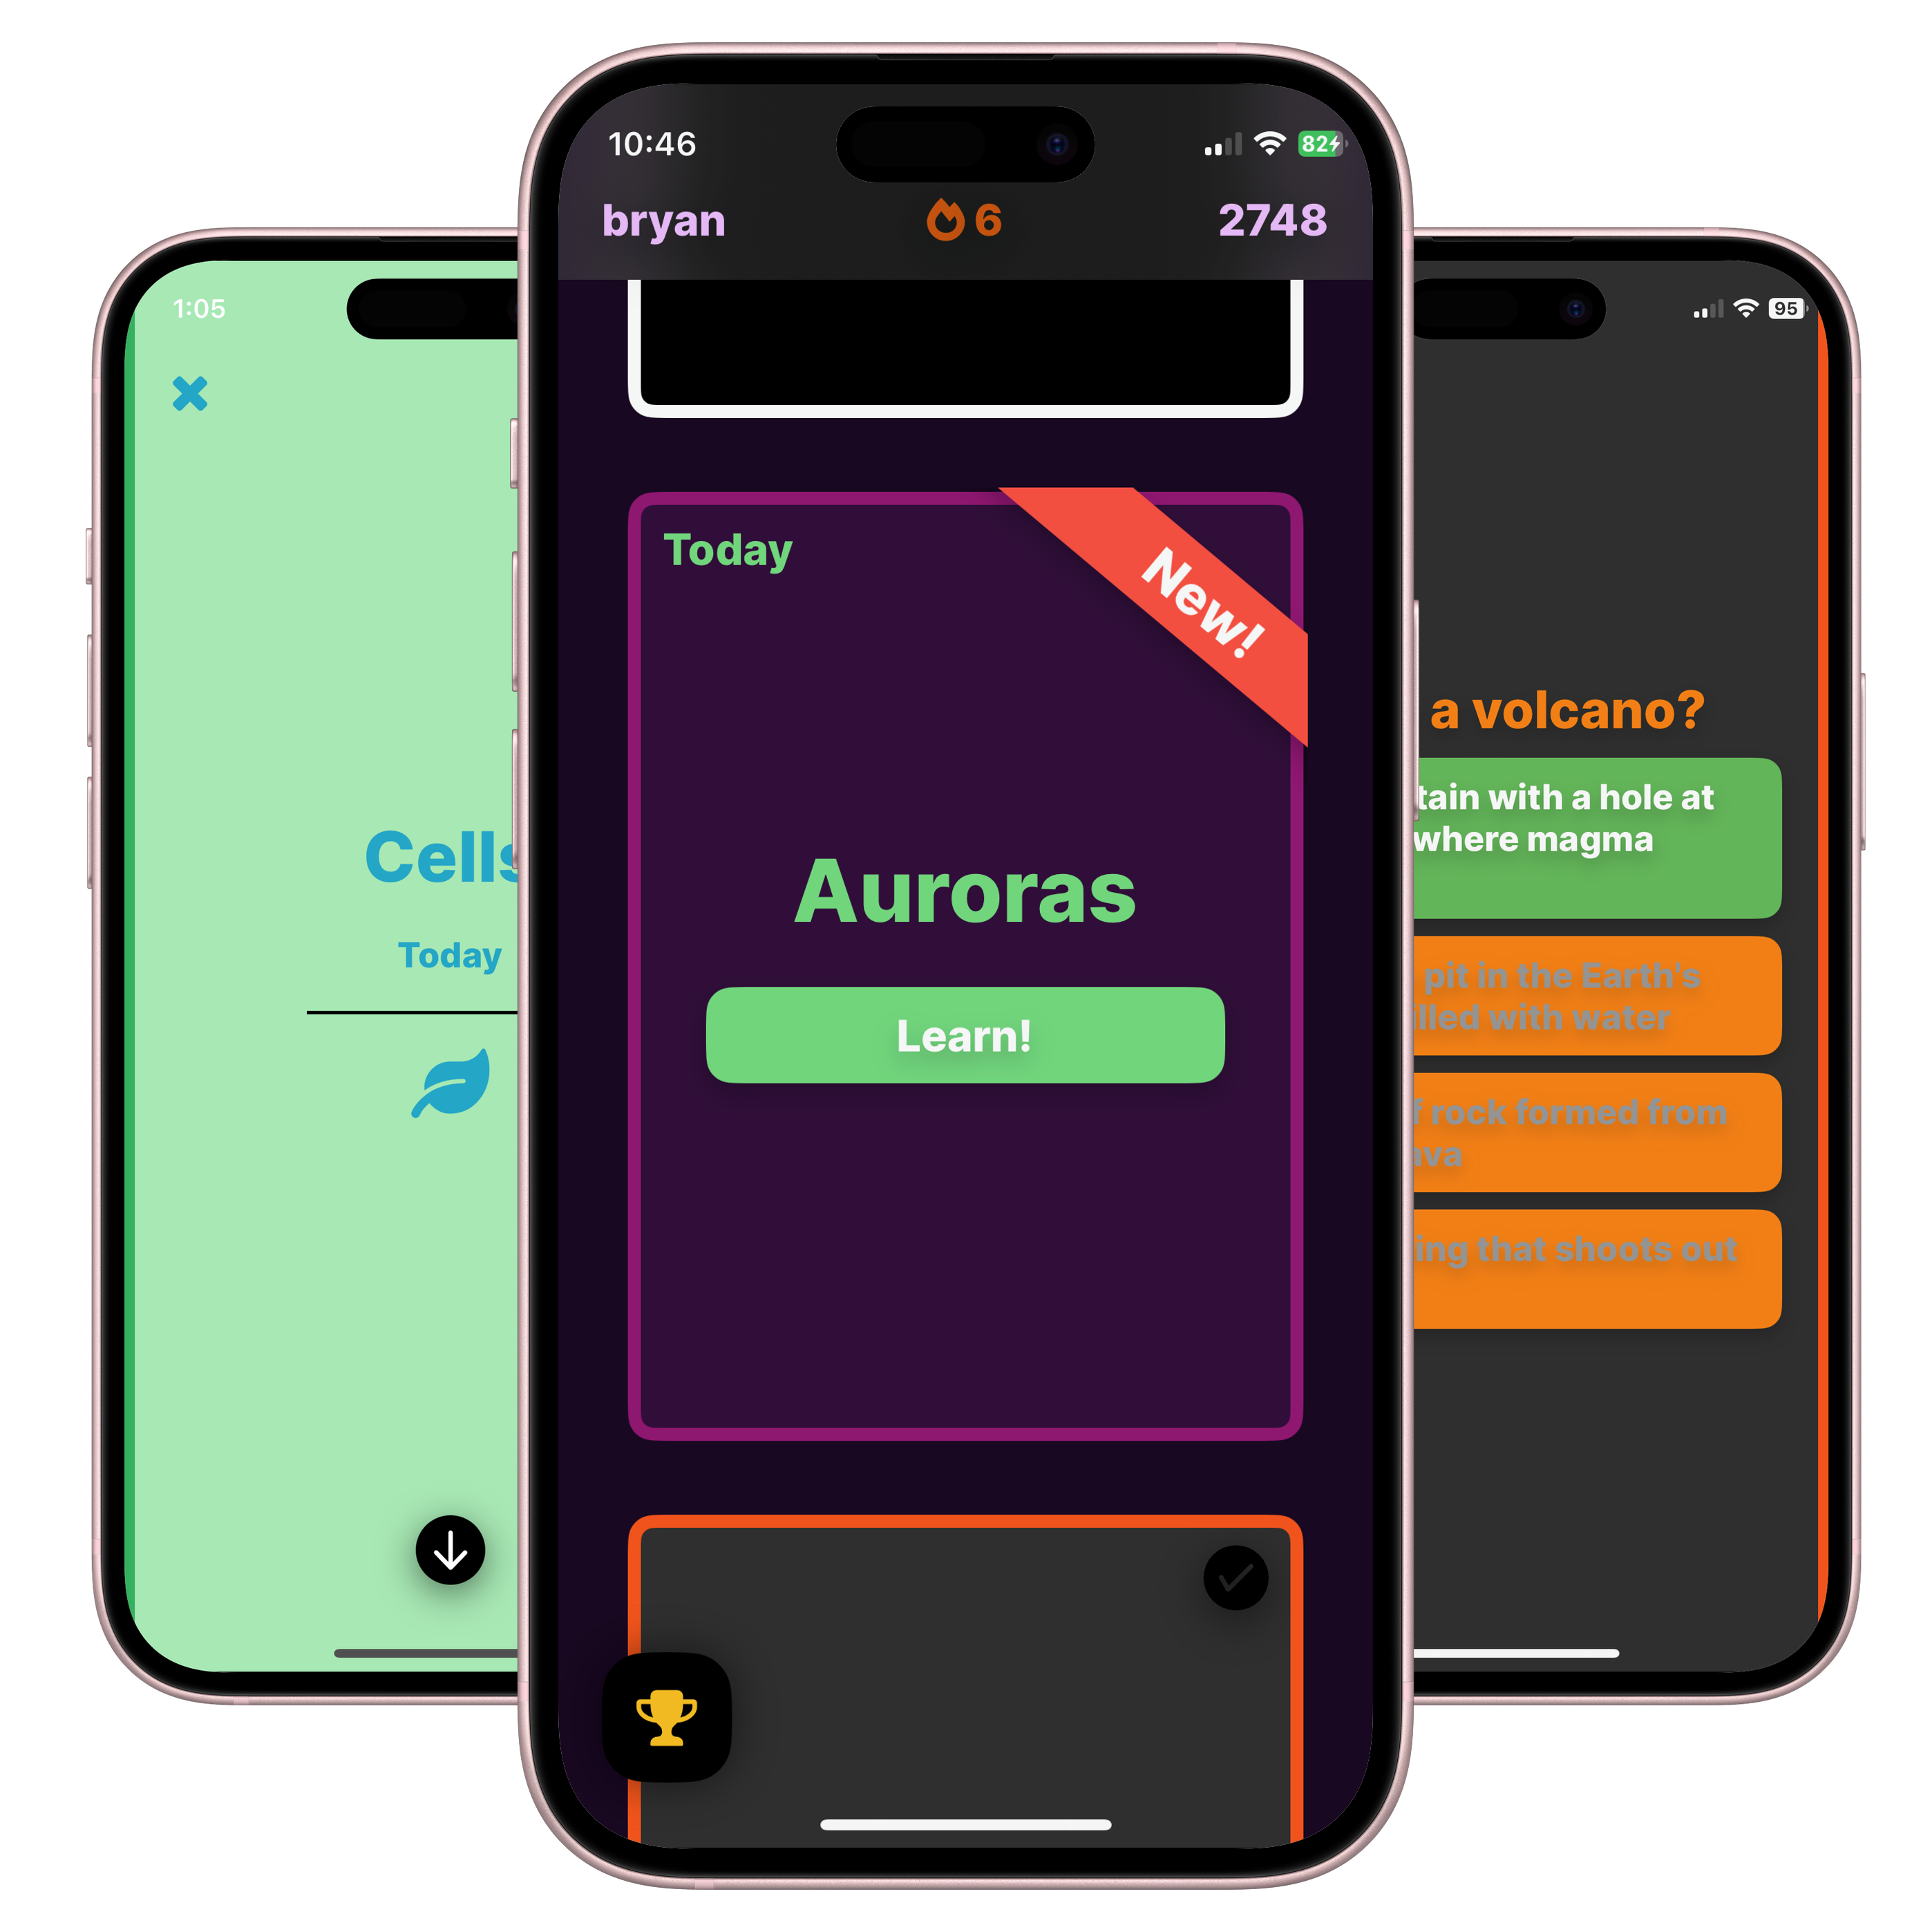 1:05
Cells
Today
10:46
82
bryan
6
2748
Today
New!
Auroras
Learn!
95
a volcano?
tain with a hole at
where magma
pit in the Earth's
lled with water
f rock formed from
ava
ing that shoots out